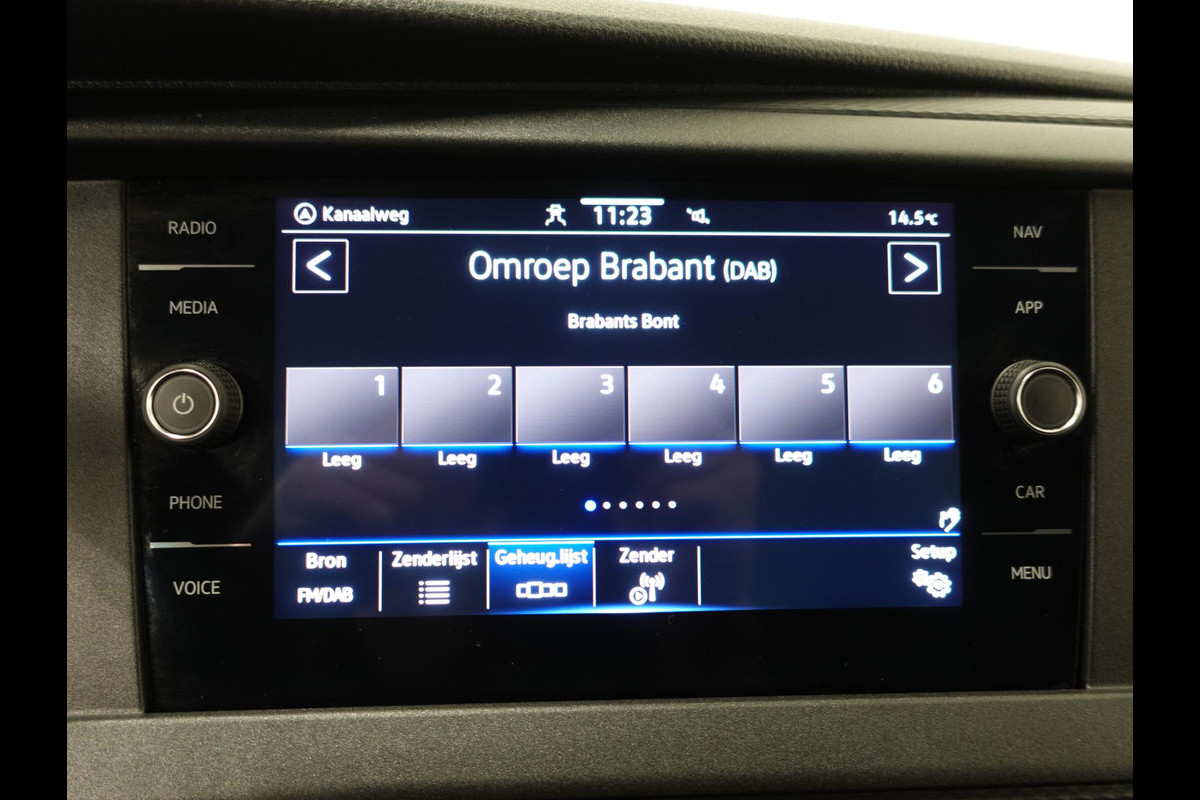 RADIO
MEDIA
PHONE
VOICE
Kanaalweg
11:23
14.5°C
Omroep Brabant (DAB)
Brabants Bont
1 2 3 4 5 6
Leeg Leeg Leeg Leeg Leeg Leeg
Bron Zenderlijst Geheug.lijst Zender Setup
FM/DAB
NAV
APP
CAR
MENU